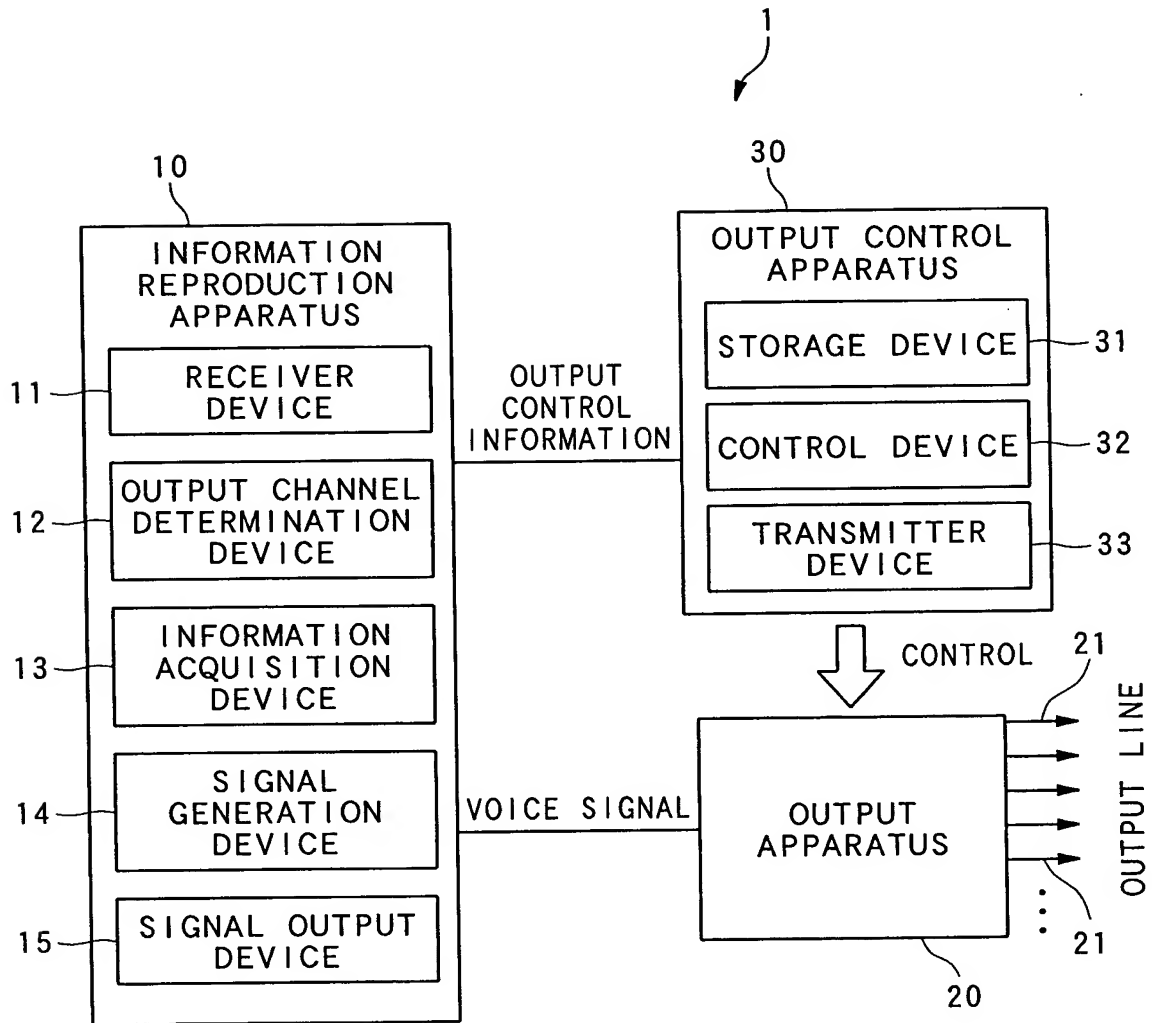 1
10
INFORMATION
REPRODUCTION
APPARATUS
11
RECEIVER
DEVICE
12
OUTPUT CHANNEL
DETERMINATION
DEVICE
13
INFORMATION
ACQUISITION
DEVICE
14
SIGNAL
GENERATION
DEVICE
15
SIGNAL OUTPUT
DEVICE
OUTPUT
CONTROL
INFORMATION
VOICE SIGNAL
30
OUTPUT CONTROL
APPARATUS
STORAGE DEVICE
31
CONTROL DEVICE
32
TRANSMITTER
DEVICE
33
CONTROL
OUTPUT
APPARATUS
20
21
21
OUTPUT LINE